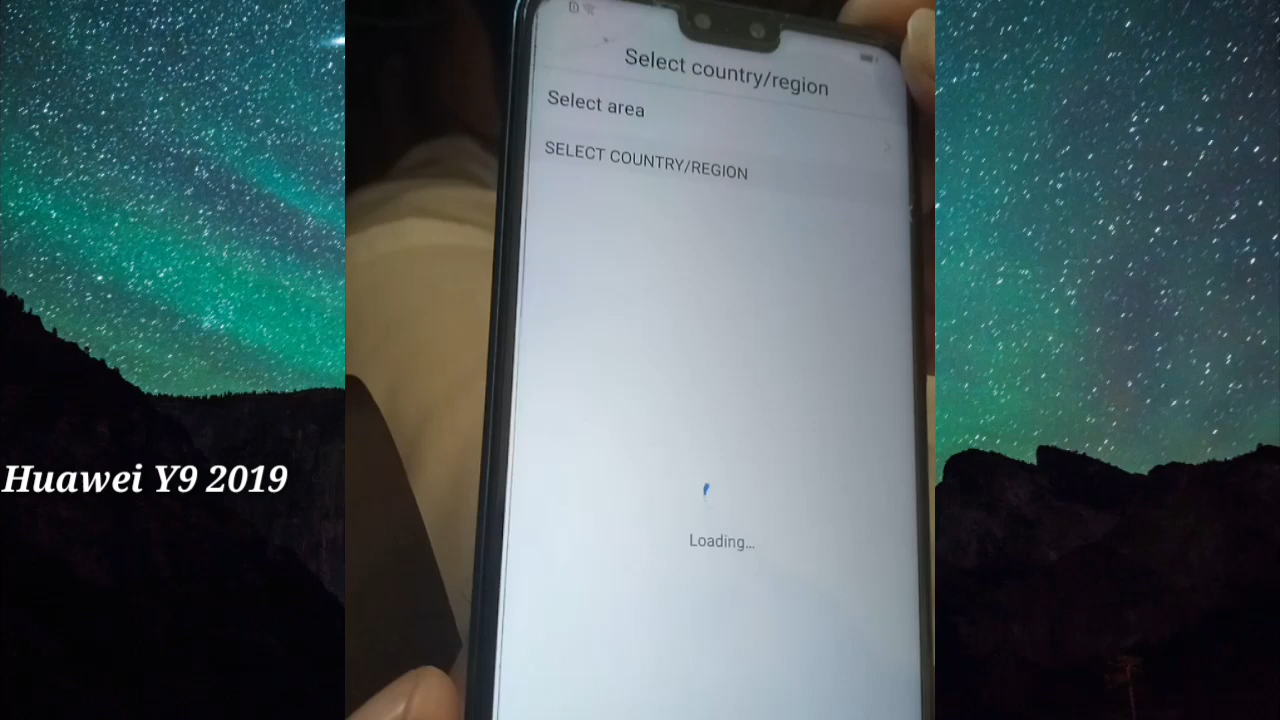 Select country/region
Select area
SELECT COUNTRY/REGION
Loading...
Huawei Y9 2019